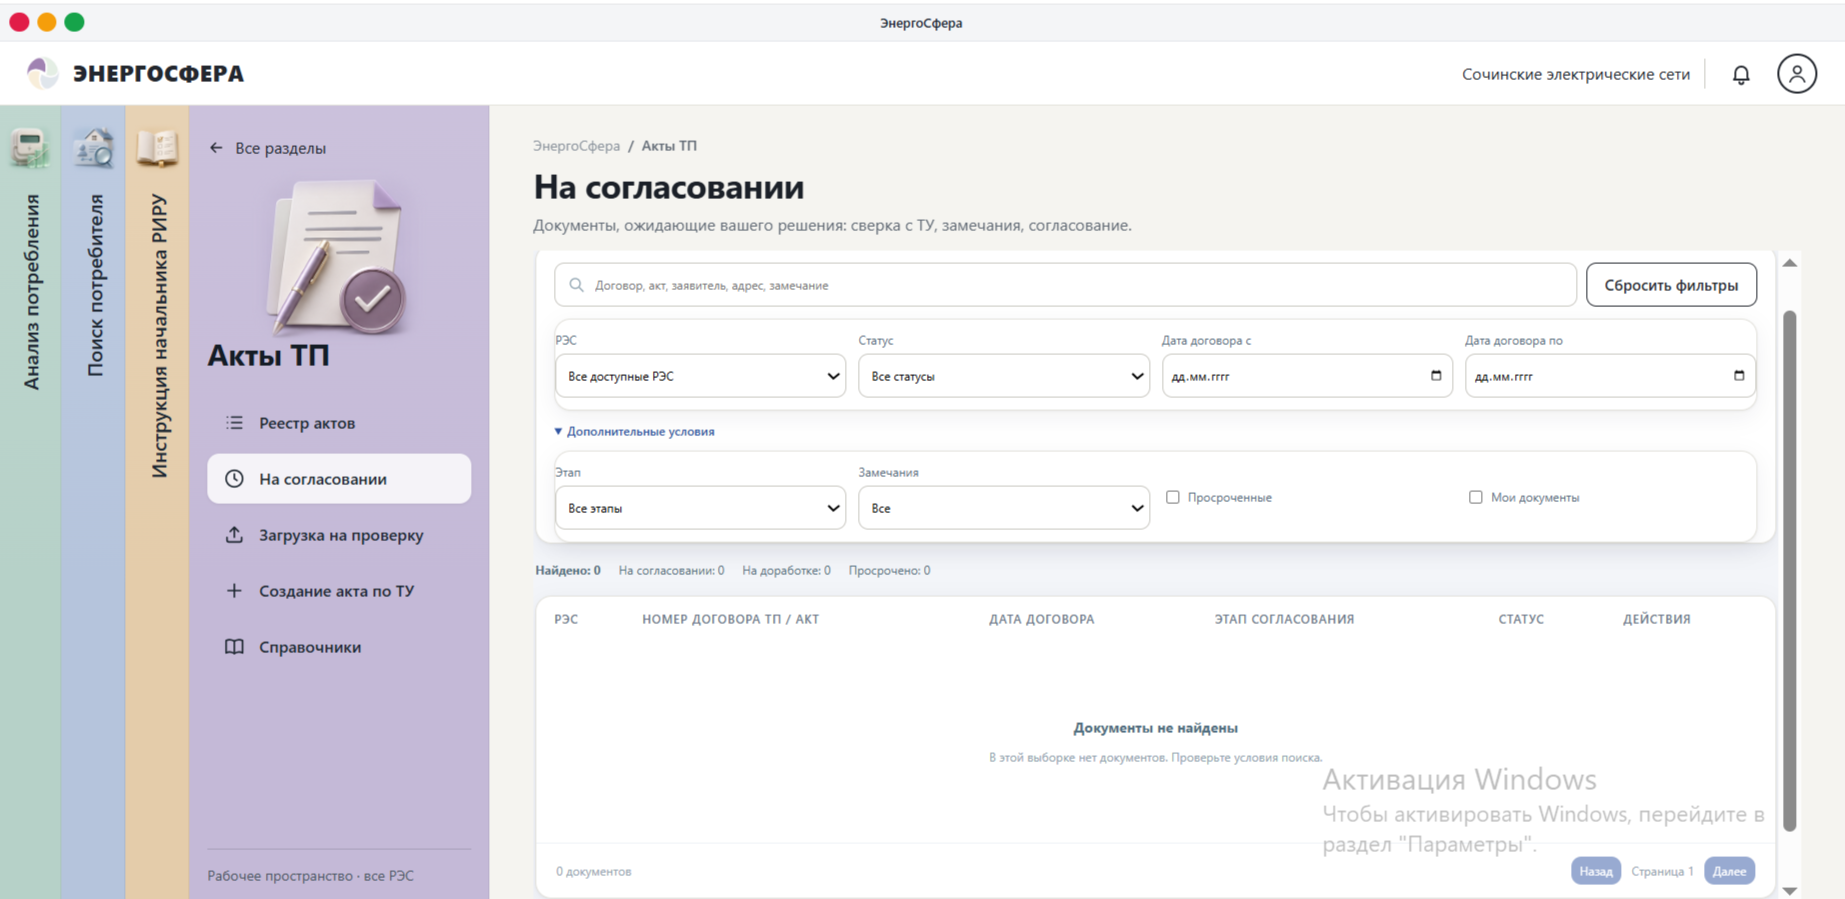 ЭнергоСфера
ЭНЕРГОСФЕРА
Сочинские электрические сети
Анализ потребления
Поиск потребителя
Инструкция начальника РИРУ
Все разделы
Акты ТП
Реестр актов
На согласовании
Загрузка на проверку
Создание акта по ТУ
Справочники
Рабочее пространство · все РЭС
ЭнергоСфера / Акты ТП
На согласовании
Документы, ожидающие вашего решения: сверка с ТУ, замечания, согласование.
Договор, акт, заявитель, адрес, замечание
Сбросить фильтры
РЭС Статус Дата договора с Дата договора по
Все доступные РЭС Все статусы дд.мм.гггг дд.мм.гггг
Дополнительные условия
Этап Замечания
Все этапы Все Просроченные Мои документы
Найдено: 0 На согласовании: 0 На доработке: 0 Просрочено: 0
РЭС НОМЕР ДОГОВОРА ТП / АКТ ДАТА ДОГОВОРА ЭТАП СОГЛАСОВАНИЯ СТАТУС ДЕЙСТВИЯ
Документы не найдены
В этой выборке нет документов. Проверьте условия поиска.
Активация Windows
Чтобы активировать Windows, перейдите в
раздел "Параметры".
0 документов Назад Страница 1 Далее